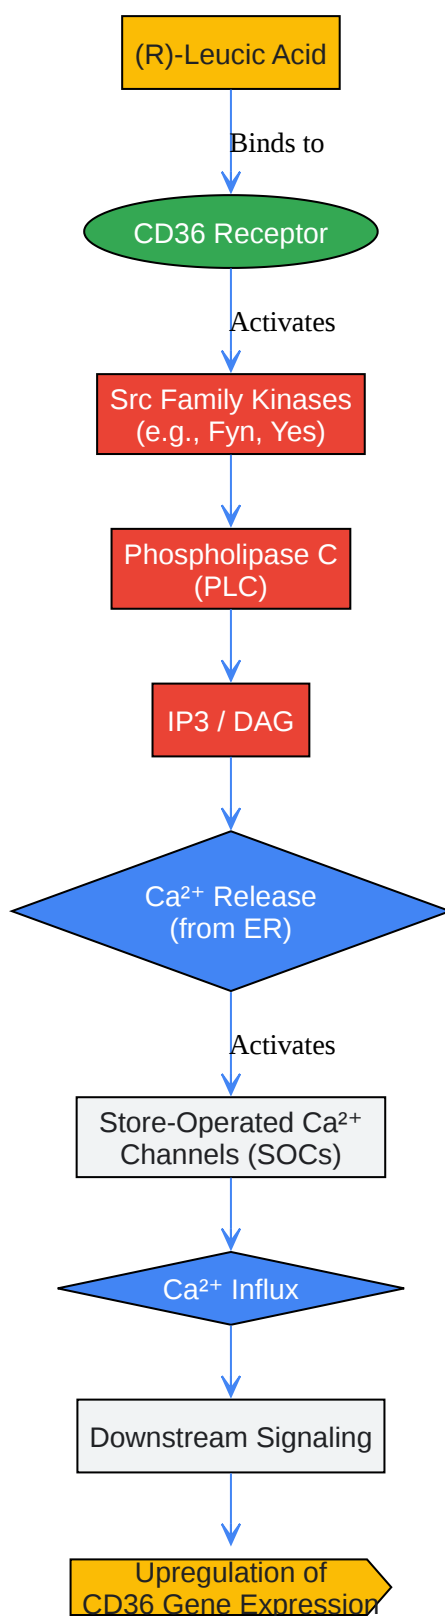 (R)-Leucic Acid
Binds to
CD36 Receptor
Activates
Src Family Kinases
(e.g., Fyn, Yes)
Phospholipase C
(PLC)
IP3 / DAG
Ca²⁺ Release
(from ER)
Activates
Store-Operated Ca²⁺
Channels (SOCs)
Ca²⁺ Influx
Downstream Signaling
Upregulation of
CD36 Gene Expression